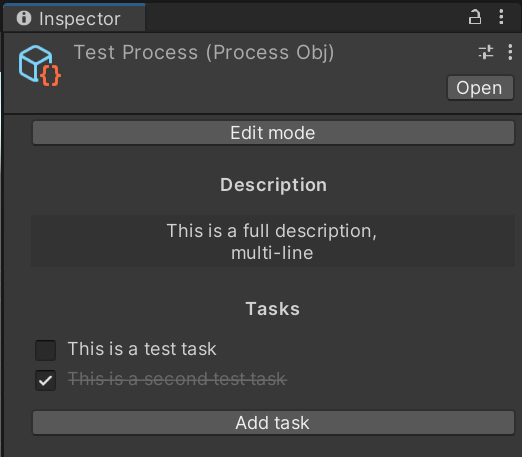 Inspector
Test Process (Process Obj)
Open
Edit mode
Description
This is a full description,
multi-line
Tasks
This is a test task
This is a second test task
Add task